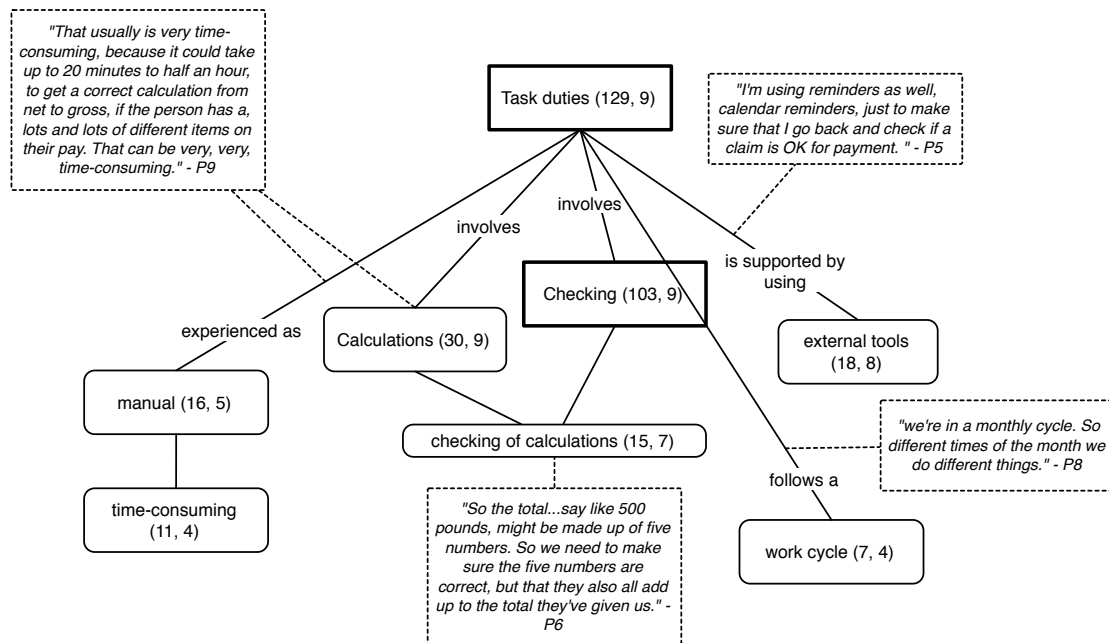 "That usually is very time-
consuming, because it could take
up to 20 minutes to half an hour,
to get a correct calculation from
net to gross, if the person has a,
lots and lots of different items on
their pay. That can be very, very,
time-consuming." - P9
Task duties (129, 9)
"I'm using reminders as well,
calendar reminders, just to make
sure that I go back and check if a
claim is OK for payment. " - P5
involves
involves
is supported by
using
Checking (103, 9)
experienced as
Calculations (30, 9)
external tools
(18, 8)
manual (16, 5)
checking of calculations (15, 7)
"we're in a monthly cycle. So
different times of the month we
do different things." - P8
follows a
time-consuming
(11, 4)
"So the total...say like 500
pounds, might be made up of five
numbers. So we need to make
sure the five numbers are
correct, but that they also all add
up to the total they've given us." -
P6
work cycle (7, 4)